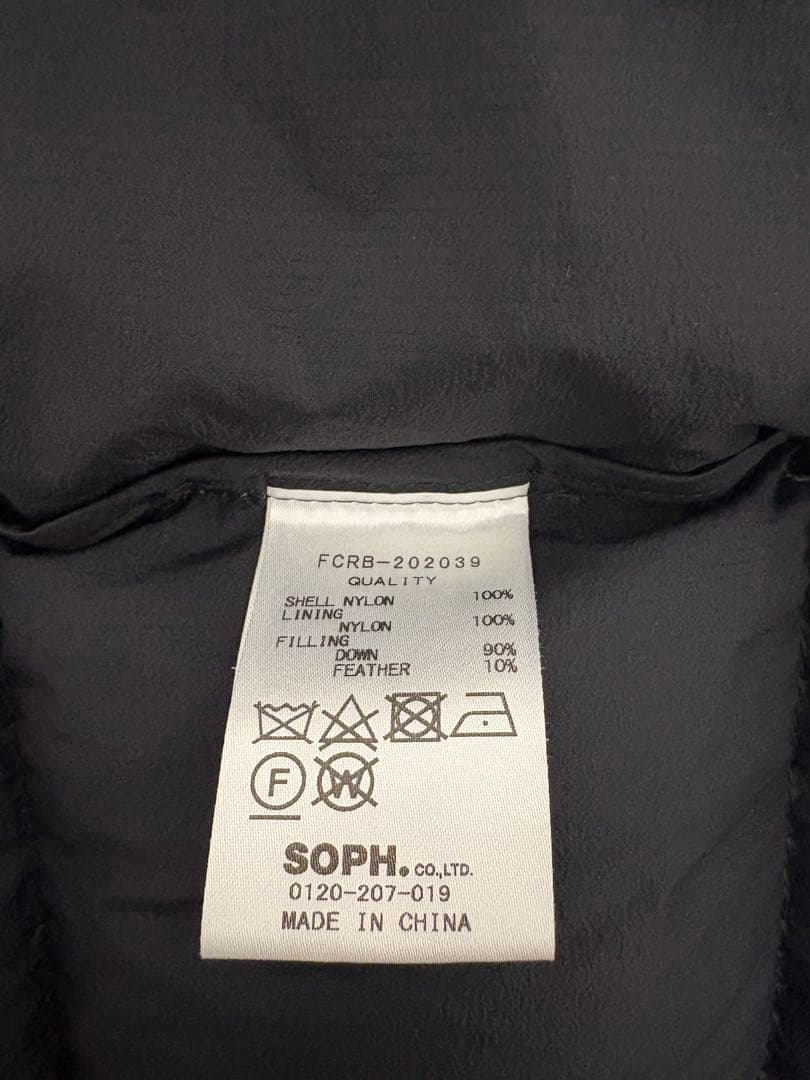 FCRB-202039
QUALITY
SHELL NYLON 100%
LINING
NYLON 100%
FILLING
DOWN 90%
FEATHER 10%
F W
SOPH. CO.,LTD.
0120-207-019
MADE IN CHINA